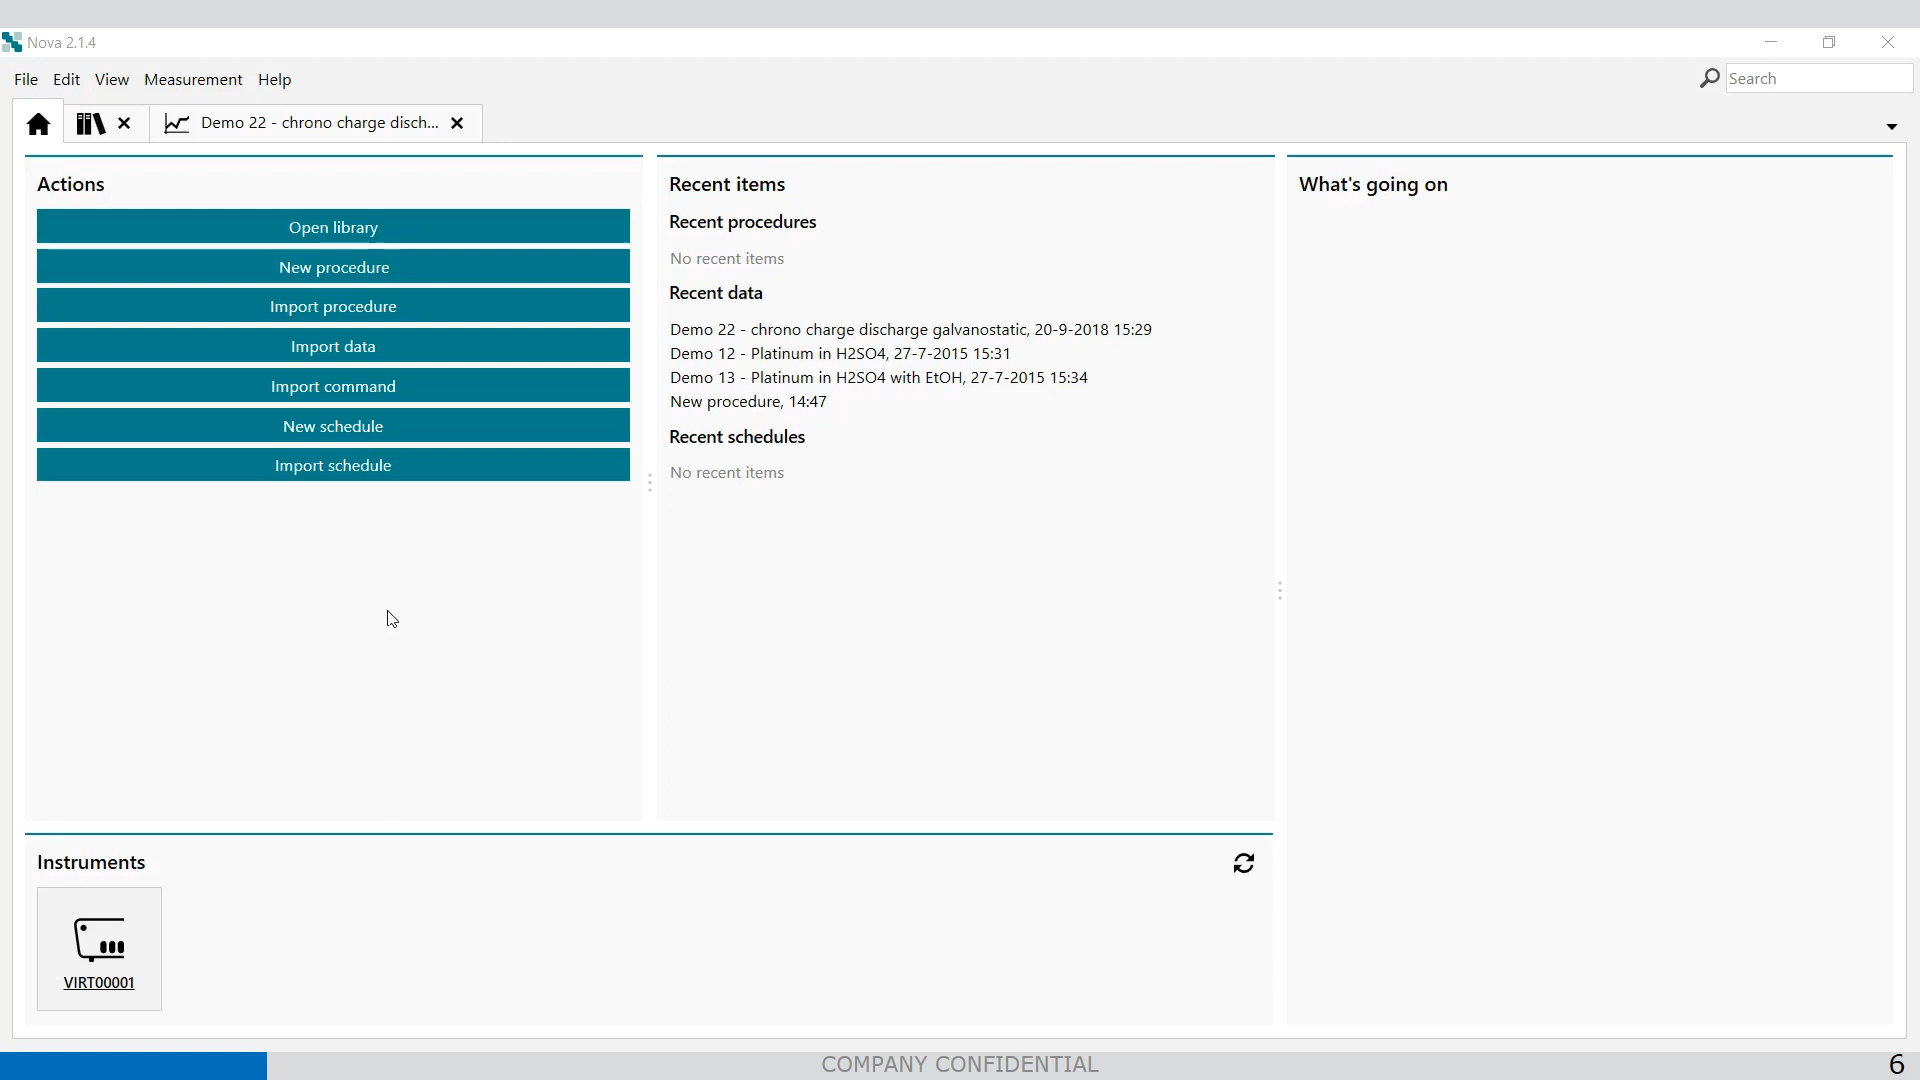 Nova 2.1.4
File Edit View Measurement Help
Search
Demo 22 - chrono charge disch...
Actions
Open library
New procedure
Import procedure
Import data
Import command
New schedule
Import schedule
Recent items
Recent procedures
No recent items
Recent data
Demo 22 - chrono charge discharge galvanostatic, 20-9-2018 15:29
Demo 12 - Platinum in H2SO4, 27-7-2015 15:31
Demo 13 - Platinum in H2SO4 with EtOH, 27-7-2015 15:34
New procedure, 14:47
Recent schedules
No recent items
What's going on
Instruments
VIRT00001
COMPANY CONFIDENTIAL
6